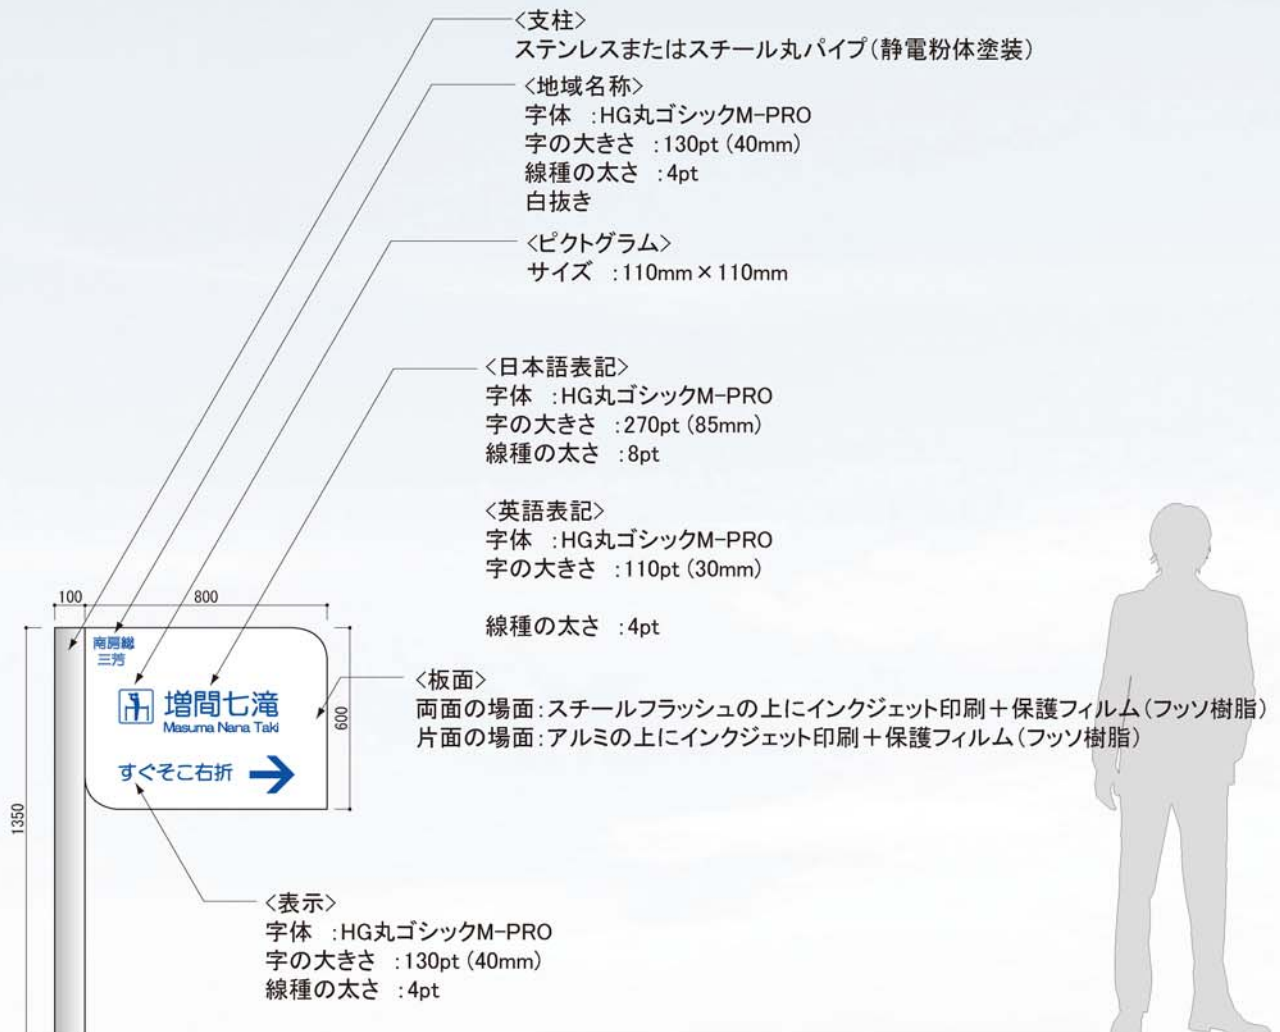 <支柱>
ステンレスまたはスチール丸パイプ(静電粉体塗装)
<地域名称>
字体 :HG丸ゴシックM-PRO
字の大きさ :130pt (40mm)
線種の太さ :4pt
白抜き
<ピクトグラム>
サイズ :110mm×110mm
<日本語表記>
字体 :HG丸ゴシックM-PRO
字の大きさ :270pt (85mm)
線種の太さ :8pt
<英語表記>
字体 :HG丸ゴシックM-PRO
字の大きさ :110pt (30mm)
線種の太さ :4pt
100
800
南房総
三芳
増間七滝
Masuma Nana Taki
すぐそこ右折
600
1350
<板面>
両面の場面:スチールフラッシュの上にインクジェット印刷+保護フィルム(フッソ樹脂)
片面の場面:アルミの上にインクジェット印刷+保護フィルム(フッソ樹脂)
<表示>
字体 :HG丸ゴシックM-PRO
字の大きさ :130pt (40mm)
線種の太さ :4pt